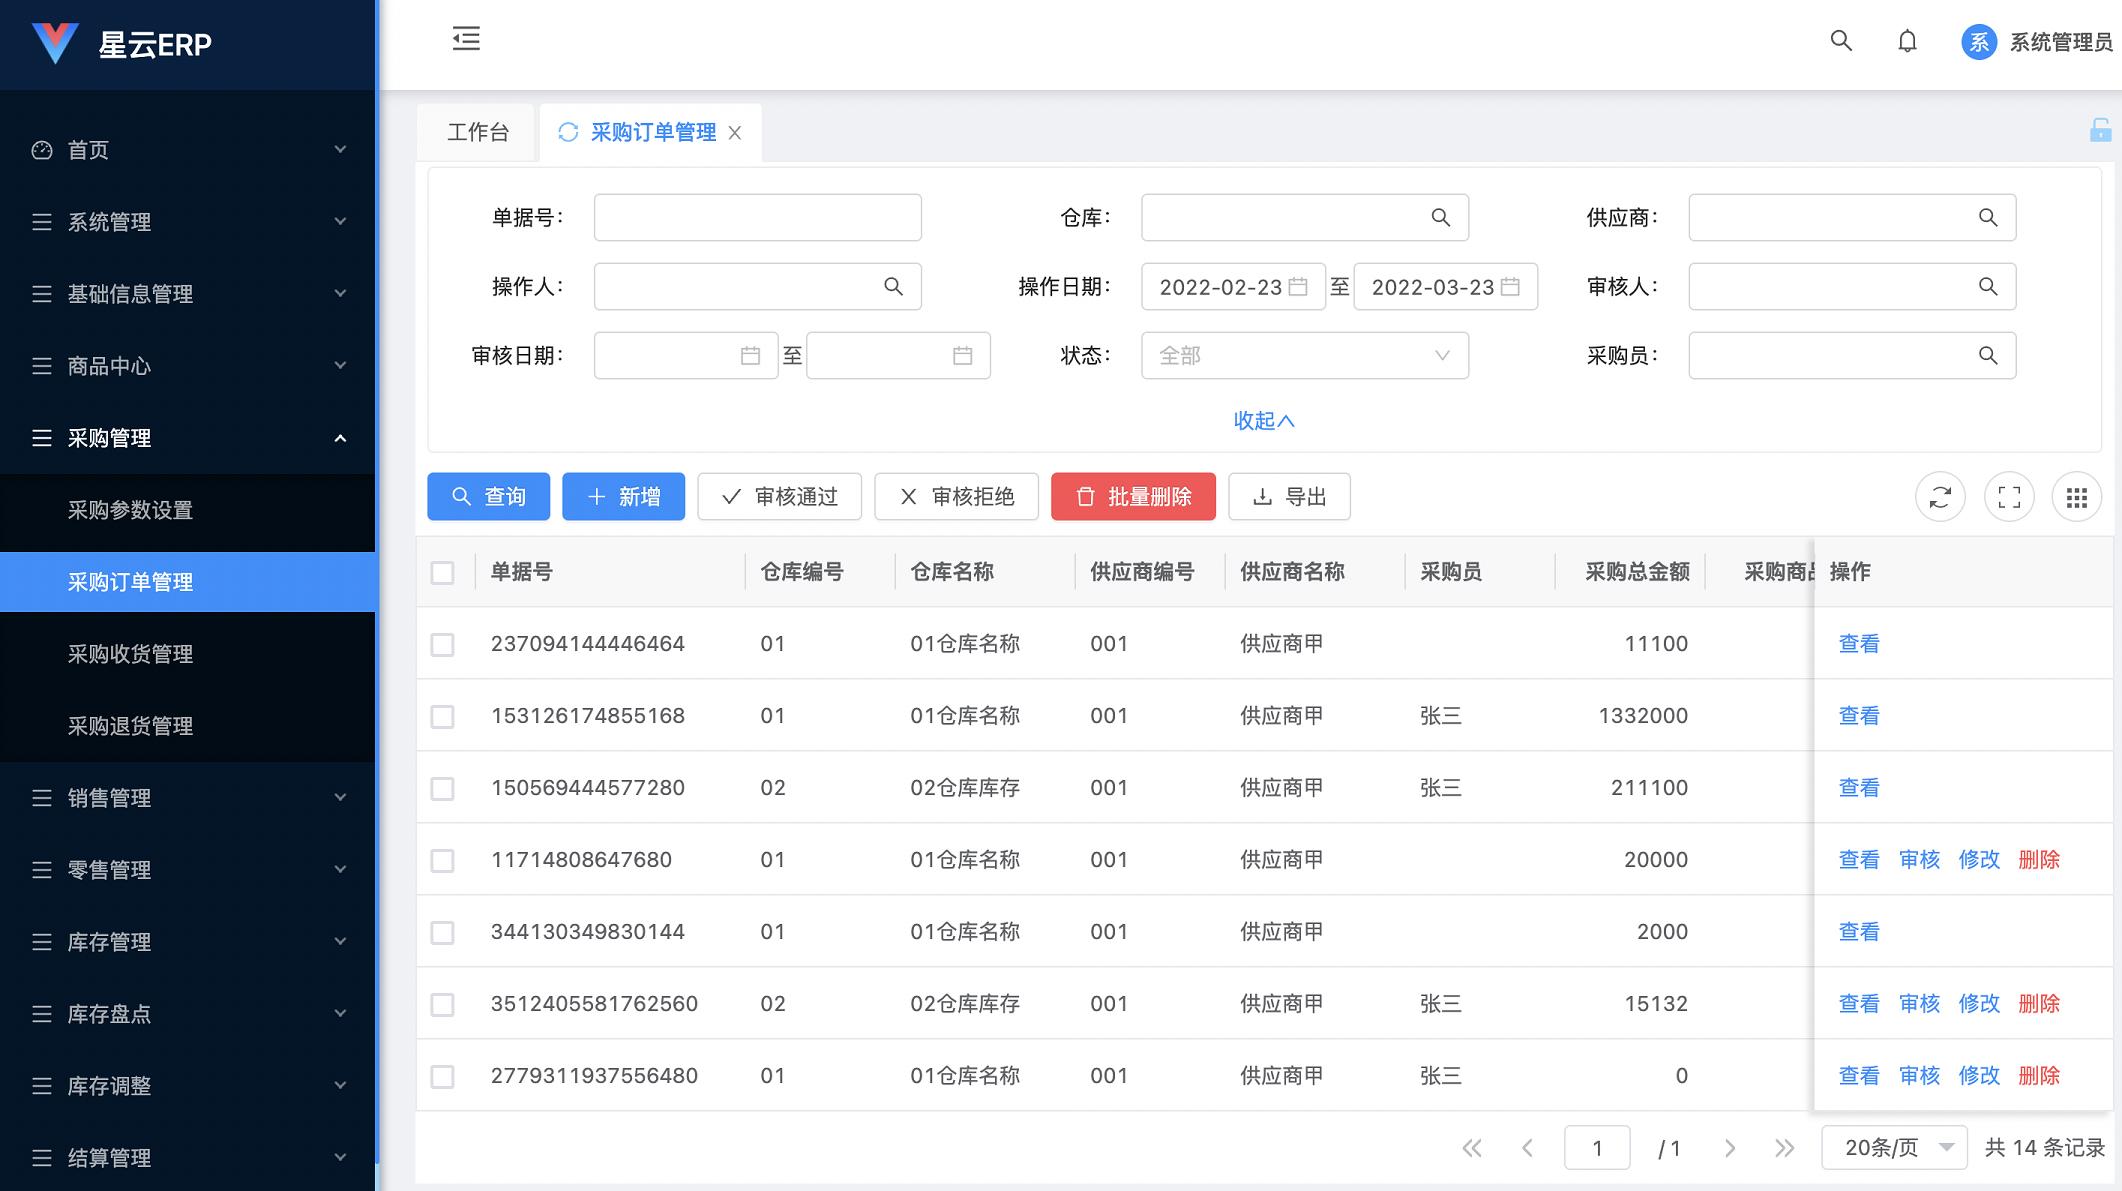 星云ERP
系 系统管理员
首页
系统管理
基础信息管理
商品中心
采购管理
采购参数设置
采购订单管理
采购收货管理
采购退货管理
销售管理
零售管理
库存管理
库存盘点
库存调整
结算管理
工作台 采购订单管理
单据号： 仓库： 供应商：
操作人： 操作日期： 2022-02-23 至 2022-03-23 审核人：
审核日期： 至 状态： 全部 采购员：
收起
查询 新增 审核通过 审核拒绝 批量删除 导出
单据号 仓库编号 仓库名称 供应商编号 供应商名称 采购员 采购总金额 采购商 操作
237094144446464 01 01仓库名称 001 供应商甲 11100 查看
153126174855168 01 01仓库名称 001 供应商甲 张三 1332000 查看
150569444577280 02 02仓库库存 001 供应商甲 张三 211100 查看
11714808647680 01 01仓库名称 001 供应商甲 20000 查看 审核 修改 删除
344130349830144 01 01仓库名称 001 供应商甲 2000 查看
3512405581762560 02 02仓库库存 001 供应商甲 张三 15132 查看 审核 修改 删除
2779311937556480 01 01仓库名称 001 供应商甲 张三 0 查看 审核 修改 删除
1 / 1 20条/页 共 14 条记录